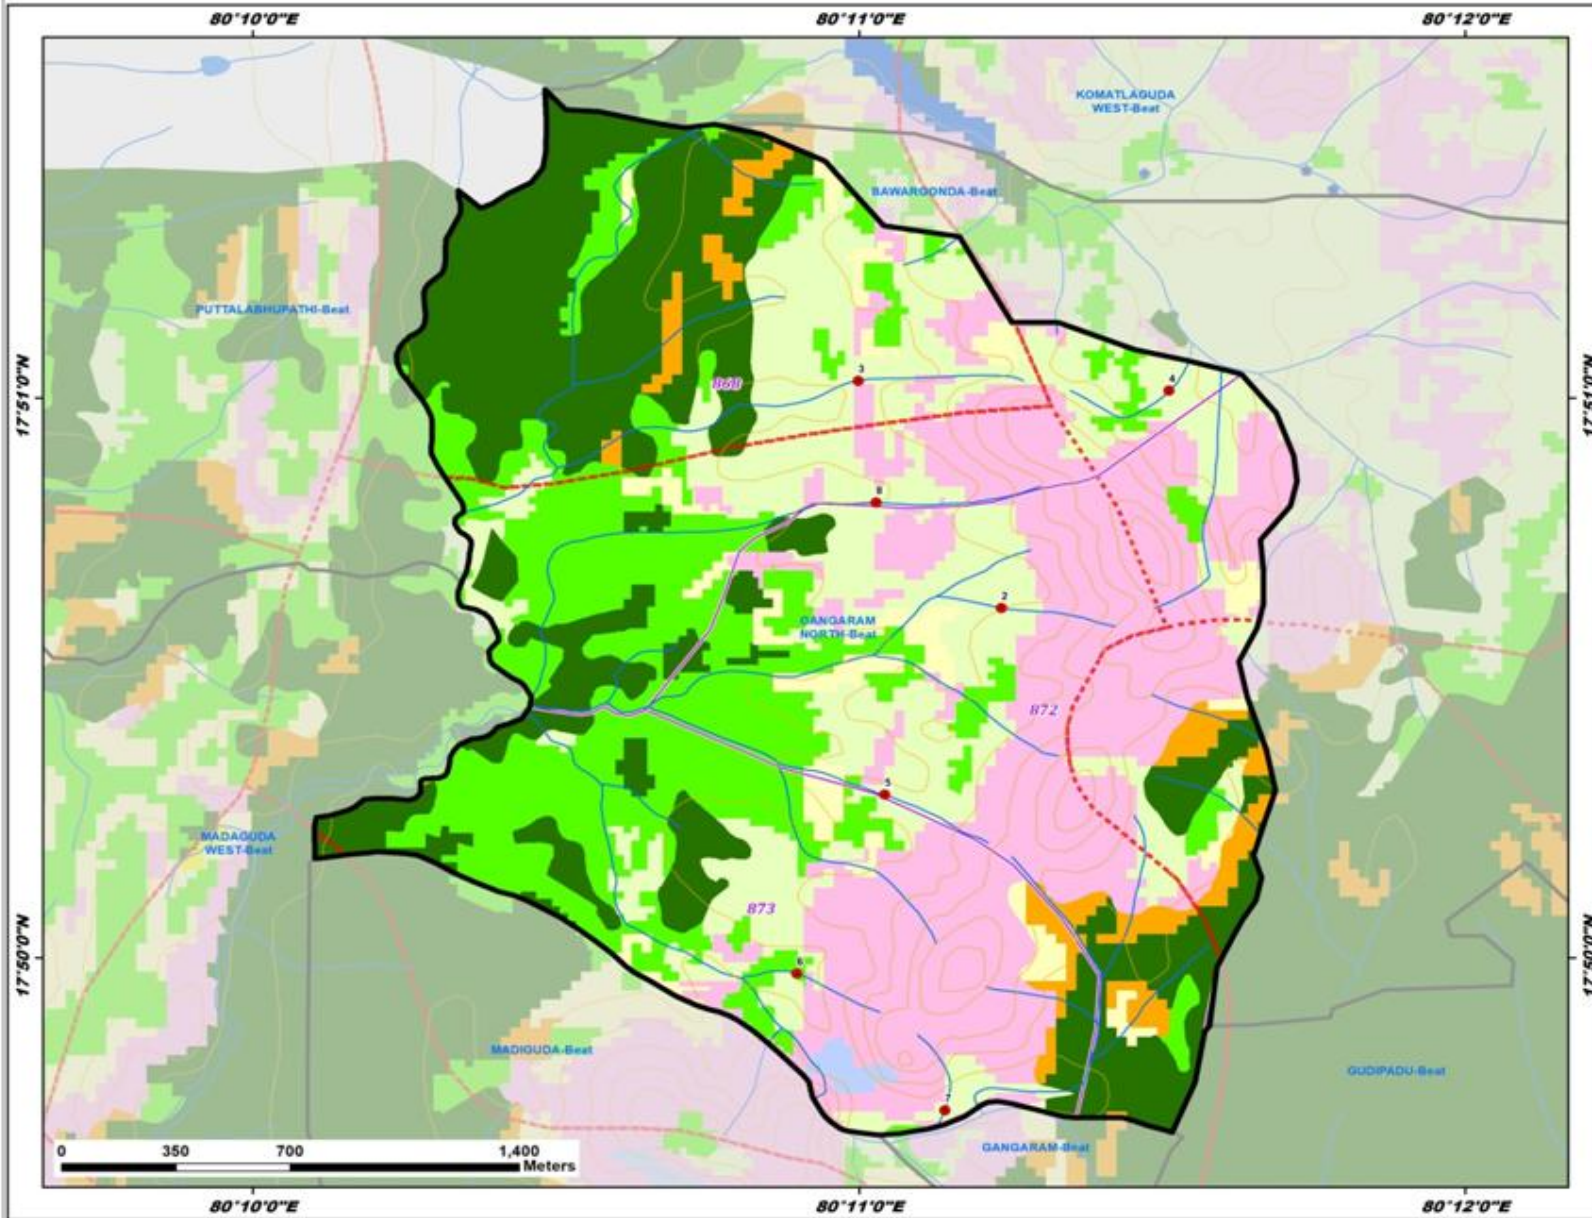 80°10'0"E
80°11'0"E
80°12'0"E
KOMATLAGUDA
WEST-Beat
BAWARGONDA-Beat
PUTTALABHUPATHI-Beat
17°51'0"N
17°51'0"N
868
3
4
8
2
GANGARAM
NORTH-Beat
872
5
MADAGUDA
WEST-Beat
873
17°50'0"N
17°50'0"N
6
MADIGUDA-Beat
GUDIPADU-Beat
7
GANGARAM-Beat
0
350
700
1,400
Meters
80°10'0"E
80°11'0"E
80°12'0"E